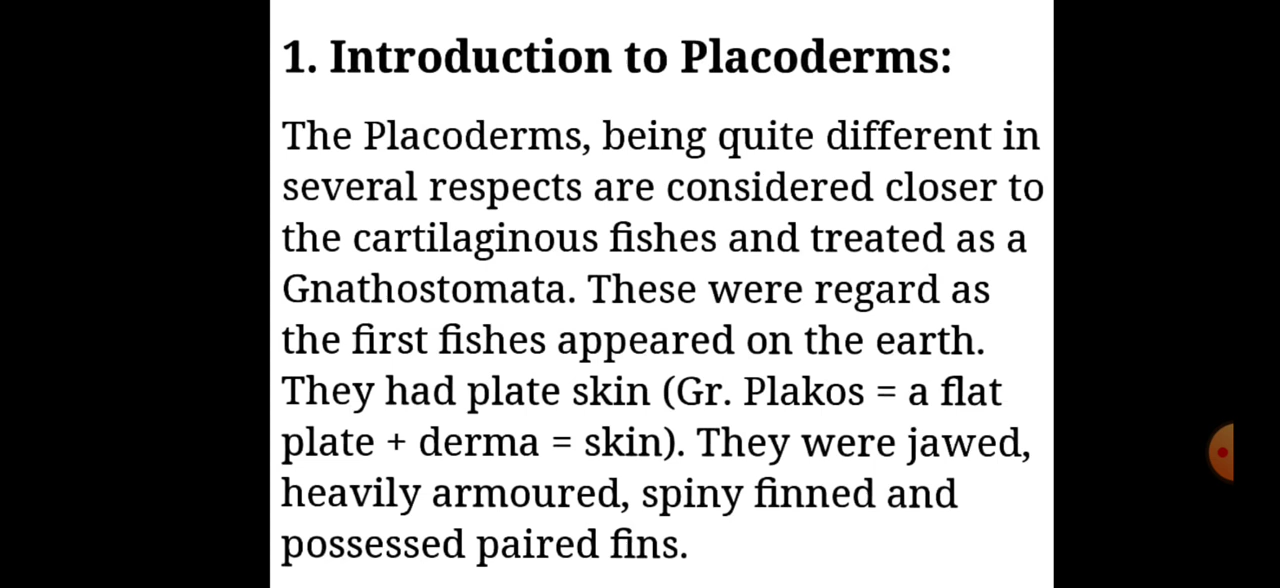 1. Introduction to Placoderms:
The Placoderms, being quite different in
several respects are considered closer to
the cartilaginous fishes and treated as a
Gnathostomata. These were regard as
the first fishes appeared on the earth.
They had plate skin (Gr. Plakos = a flat
plate + derma = skin). They were jawed,
heavily armoured, spiny finned and
possessed paired fins.